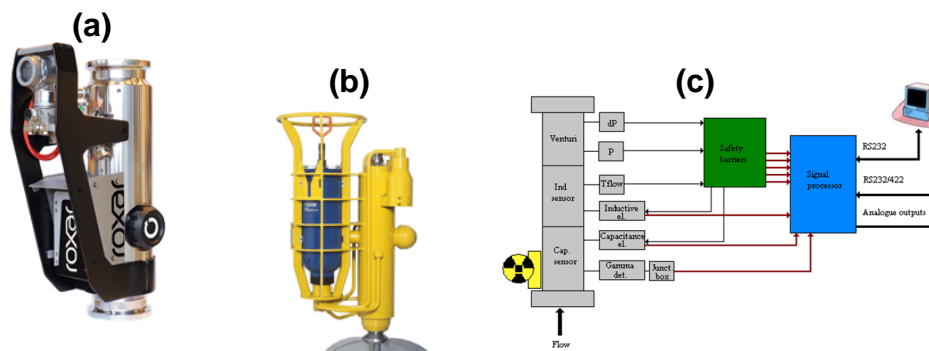 (a)
(b)
(c)
roxar
roxar
Venturi
Ind
sensor
Cap.
sensor
dP
P
Tflow
Inductive
el.
Capacitance
el.
Gamma
det.
Junct.
box
Safety
barriers
Signal
processor
RS232
RS232/422
Analogue outputs
Flow